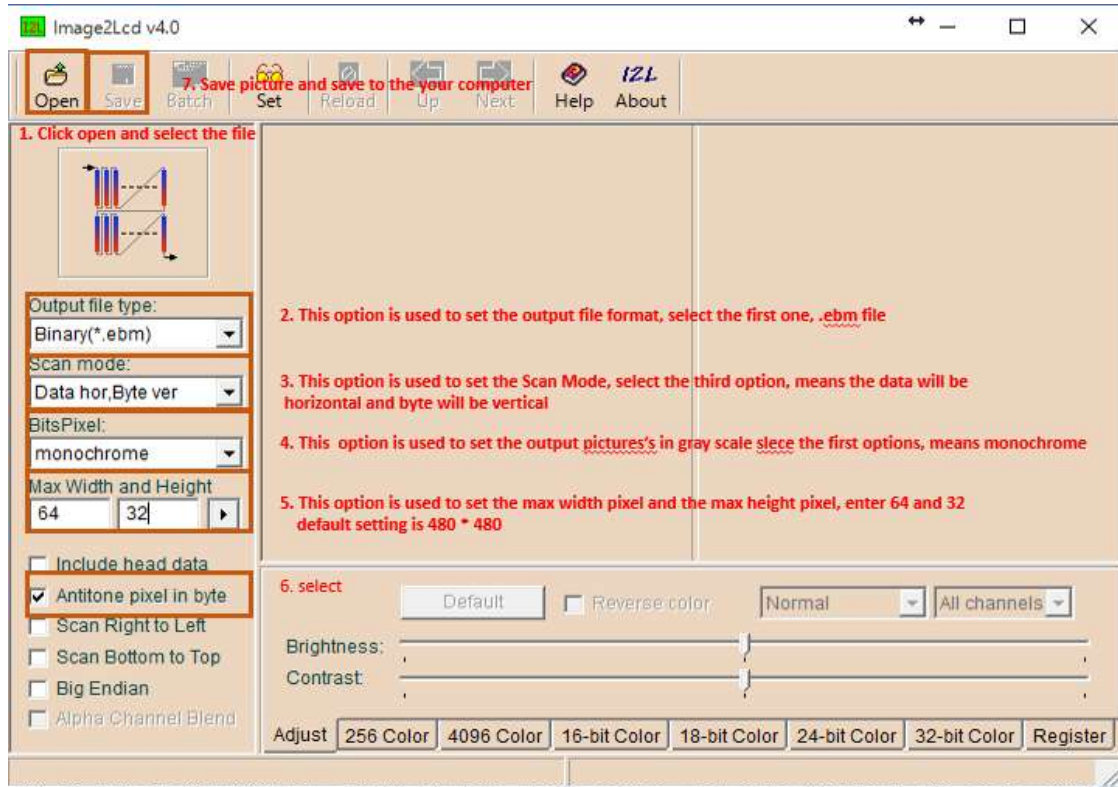 Image2Lcd v4.0
Open Save Batch Set Reload Up Next Help About
I2L
7. Save picture and save to the your computer
1. Click open and select the file
Output file type:
Binary(*.ebm)
2. This option is used to set the output file format, select the first one, .ebm file
Scan mode:
Data hor,Byte ver
3. This option is used to set the Scan Mode, select the third option, means the data will be
horizontal and byte will be vertical
BitsPixel:
monochrome
4. This option is used to set the output pictures's in gray scale slece the first options, means monochrome
Max Width and Height
64 32
5. This option is used to set the max width pixel and the max height pixel, enter 64 and 32
default setting is 480 * 480
Include head data
Antitone pixel in byte
Scan Right to Left
Scan Bottom to Top
Big Endian
Alpha Channel Blend
6. select
Default Reverse color Normal All channels
Brightness:
Contrast:
Adjust 256 Color 4096 Color 16-bit Color 18-bit Color 24-bit Color 32-bit Color Register